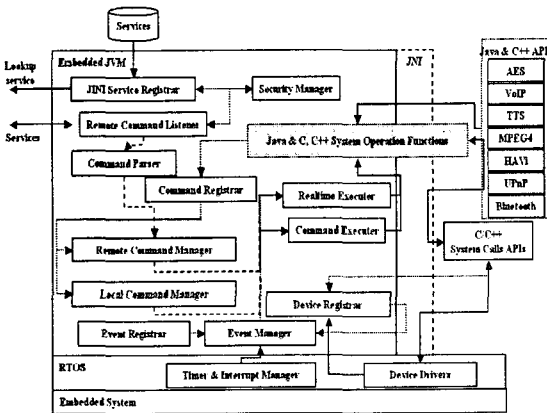 Services
Lookup service
Embedded JVM
JNI
Java & C++ API
JINI Service Registrar
Security Manager
AES
VoIP
TTS
MPEG4
HAVI
UPnP
Bluetooth
Services
Remote Command Listener
Java & C, C++ System Operation Functions
Command Parser
Command Registrar
Realtime Executer
Command Executer
C/C++
System Calls APIs
Remote Command Manager
Local Command Manager
Device Registrar
Event Registrar
Event Manager
RTOS
Timer & Interrupt Manager
Device Drivers
Embedded System